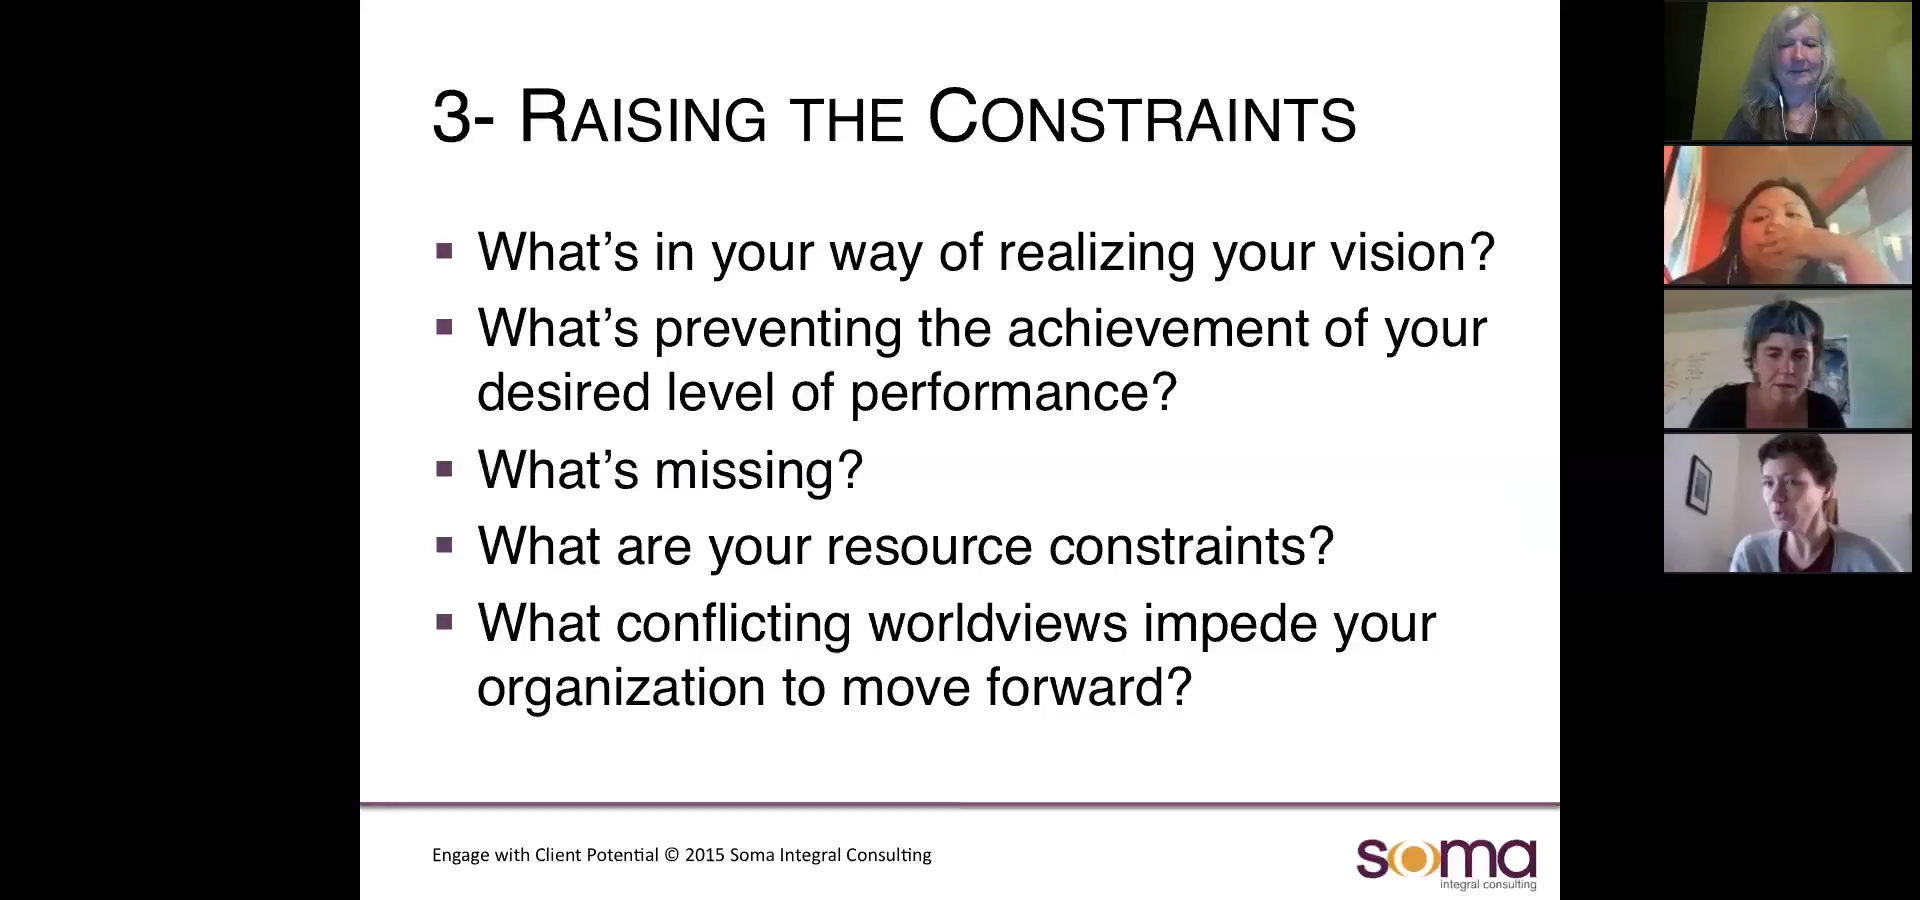 3- RAISING THE CONSTRAINTS
What’s in your way of realizing your vision?
What’s preventing the achievement of your
desired level of performance?
What’s missing?
What are your resource constraints?
What conflicting worldviews impede your
organization to move forward?
Engage with Client Potential © 2015 Soma Integral Consulting
soma
integral consulting